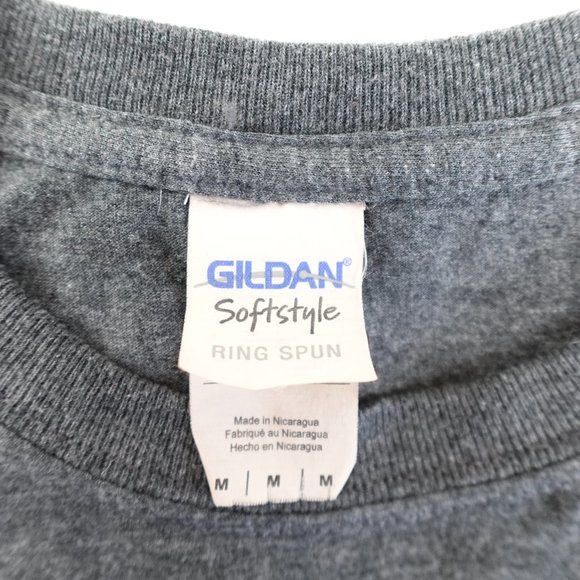 GILDAN®
Softstyle
RING SPUN
Made in Nicaragua
Fabriqué au Nicaragua
Hecho en Nicaragua
M | M | M